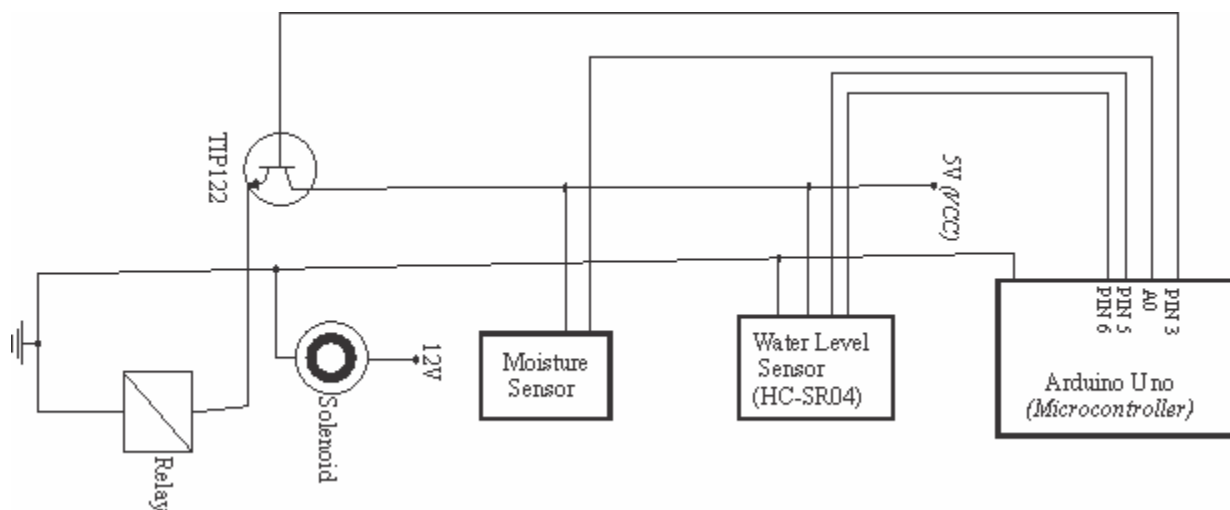 TIP122
5V (VCC)
PIN 6
PIN 5
A0
PIN 3
12V
Moisture
Sensor
Water Level
Sensor
(HC-SR04)
Arduino Uno
(Microcontroller)
Solenoid
Relay